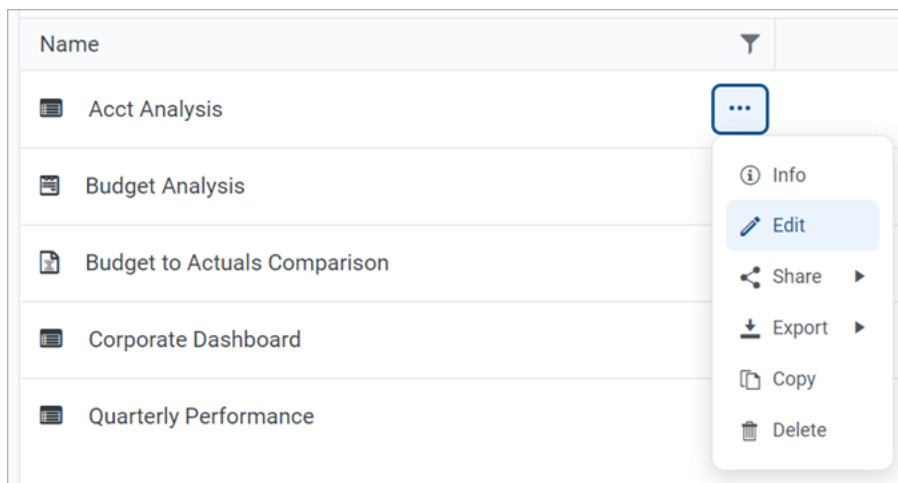 Name
Acct Analysis
Info
Budget Analysis
Edit
Budget to Actuals Comparison
Share
Export
Corporate Dashboard
Copy
Quarterly Performance
Delete